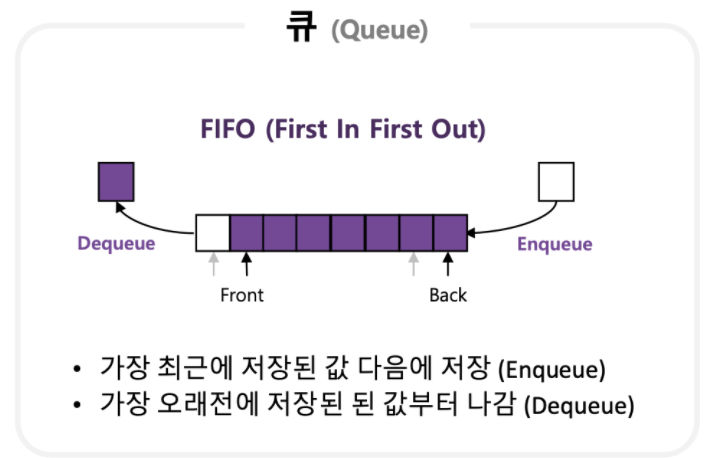 큐 (Queue)
FIFO (First In First Out)
Dequeue
Enqueue
Front
Back
• 가장 최근에 저장된 값 다음에 저장 (Enqueue)
• 가장 오래전에 저장된 된 값부터 나감 (Dequeue)